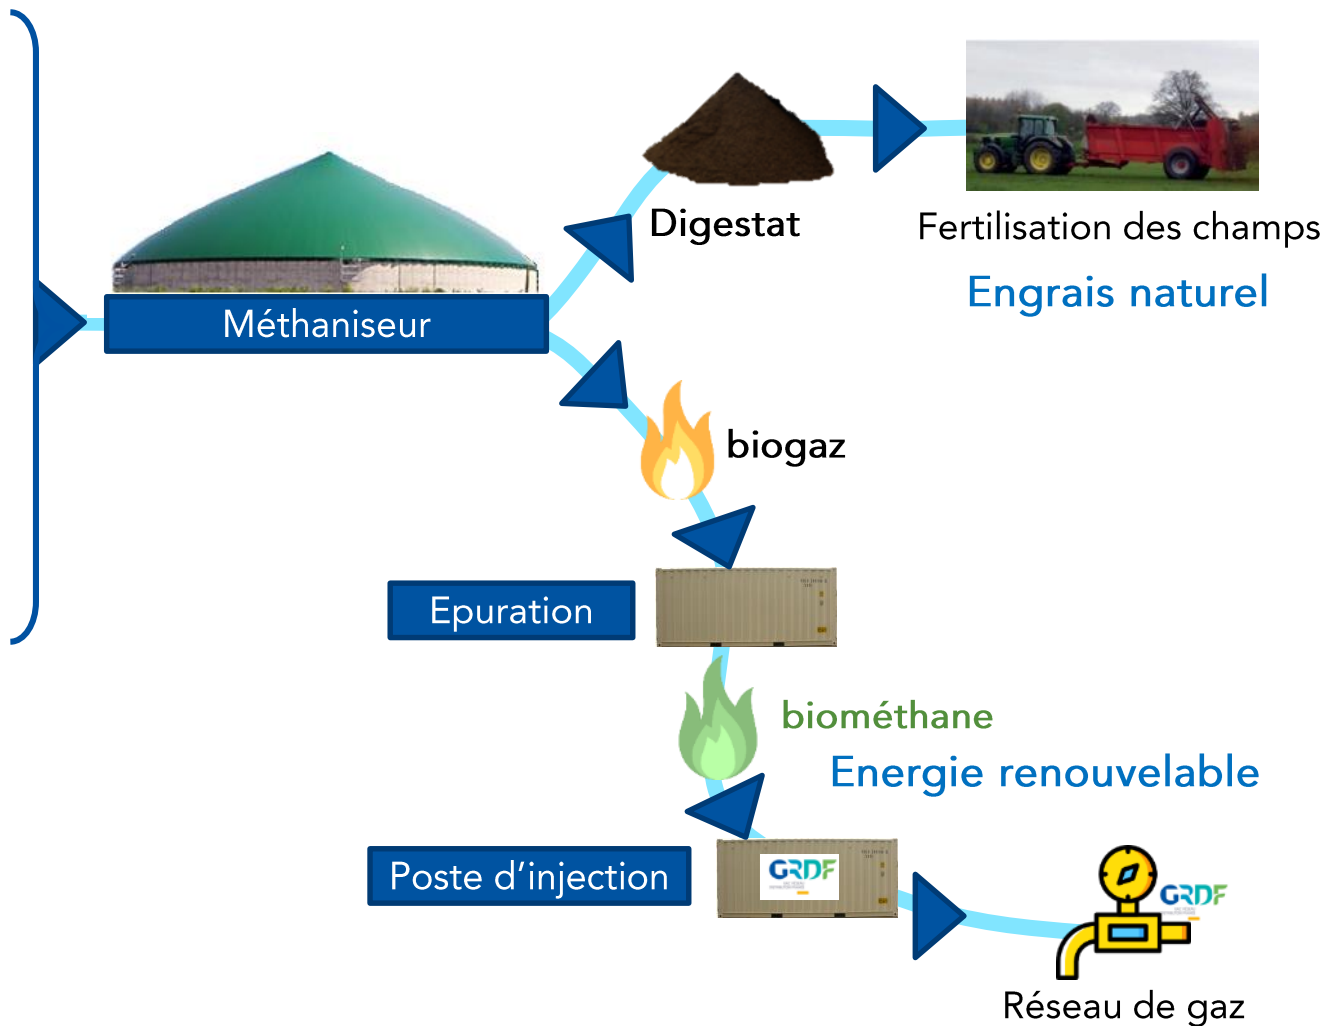 Digestat
Fertilisation des champs
Engrais naturel
Méthaniseur
biogaz
Epuration
biométhane
Energie renouvelable
Poste d’injection
GRDF
GRDF
Réseau de gaz